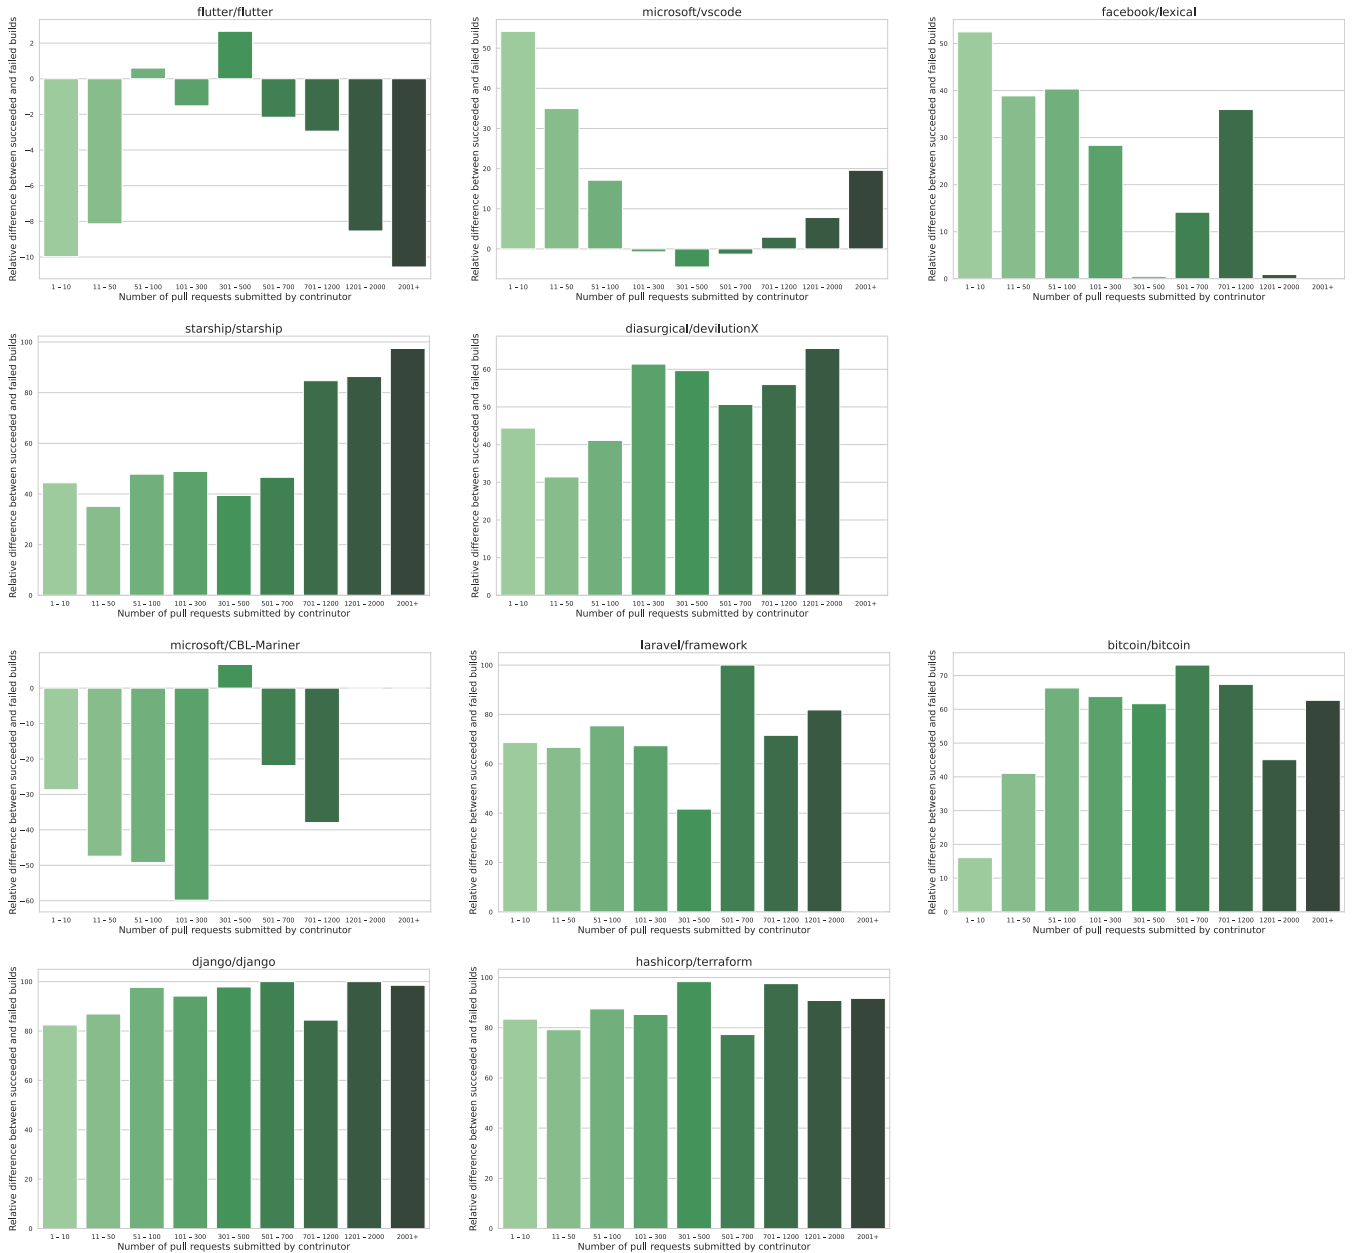 flutter/flutter
Relative difference between succeeded and failed builds
2
0
−2
−4
−6
−8
−10
1 – 10 11 – 50 51 – 100 101 – 300 301 – 500 501 – 700 701 – 1200 1201 – 2000 2001+
Number of pull requests submitted by contrinutor
microsoft/vscode
Relative difference between succeeded and failed builds
50
40
30
20
10
0
1 – 10 11 – 50 51 – 100 101 – 300 301 – 500 501 – 700 701 – 1200 1201 – 2000 2001+
Number of pull requests submitted by contrinutor
facebook/lexical
Relative difference between succeeded and failed builds
50
40
30
20
10
0
1 – 10 11 – 50 51 – 100 101 – 300 301 – 500 501 – 700 701 – 1200 1201 – 2000 2001+
Number of pull requests submitted by contrinutor
starship/starship
Relative difference between succeeded and failed builds
100
80
60
40
20
0
1 – 10 11 – 50 51 – 100 101 – 300 301 – 500 501 – 700 701 – 1200 1201 – 2000 2001+
Number of pull requests submitted by contrinutor
diasurgical/devilutionX
Relative difference between succeeded and failed builds
60
50
40
30
20
10
0
1 – 10 11 – 50 51 – 100 101 – 300 301 – 500 501 – 700 701 – 1200 1201 – 2000 2001+
Number of pull requests submitted by contrinutor
microsoft/CBL-Mariner
Relative difference between succeeded and failed builds
0
−10
−20
−30
−40
−50
−60
1 – 10 11 – 50 51 – 100 101 – 300 301 – 500 501 – 700 701 – 1200 1201 – 2000 2001+
Number of pull requests submitted by contrinutor
laravel/framework
Relative difference between succeeded and failed builds
100
80
60
40
20
0
1 – 10 11 – 50 51 – 100 101 – 300 301 – 500 501 – 700 701 – 1200 1201 – 2000 2001+
Number of pull requests submitted by contrinutor
bitcoin/bitcoin
Relative difference between succeeded and failed builds
70
60
50
40
30
20
10
0
1 – 10 11 – 50 51 – 100 101 – 300 301 – 500 501 – 700 701 – 1200 1201 – 2000 2001+
Number of pull requests submitted by contrinutor
django/django
Relative difference between succeeded and failed builds
100
80
60
40
20
0
1 – 10 11 – 50 51 – 100 101 – 300 301 – 500 501 – 700 701 – 1200 1201 – 2000 2001+
Number of pull requests submitted by contrinutor
hashicorp/terraform
Relative difference between succeeded and failed builds
100
80
60
40
20
0
1 – 10 11 – 50 51 – 100 101 – 300 301 – 500 501 – 700 701 – 1200 1201 – 2000 2001+
Number of pull requests submitted by contrinutor